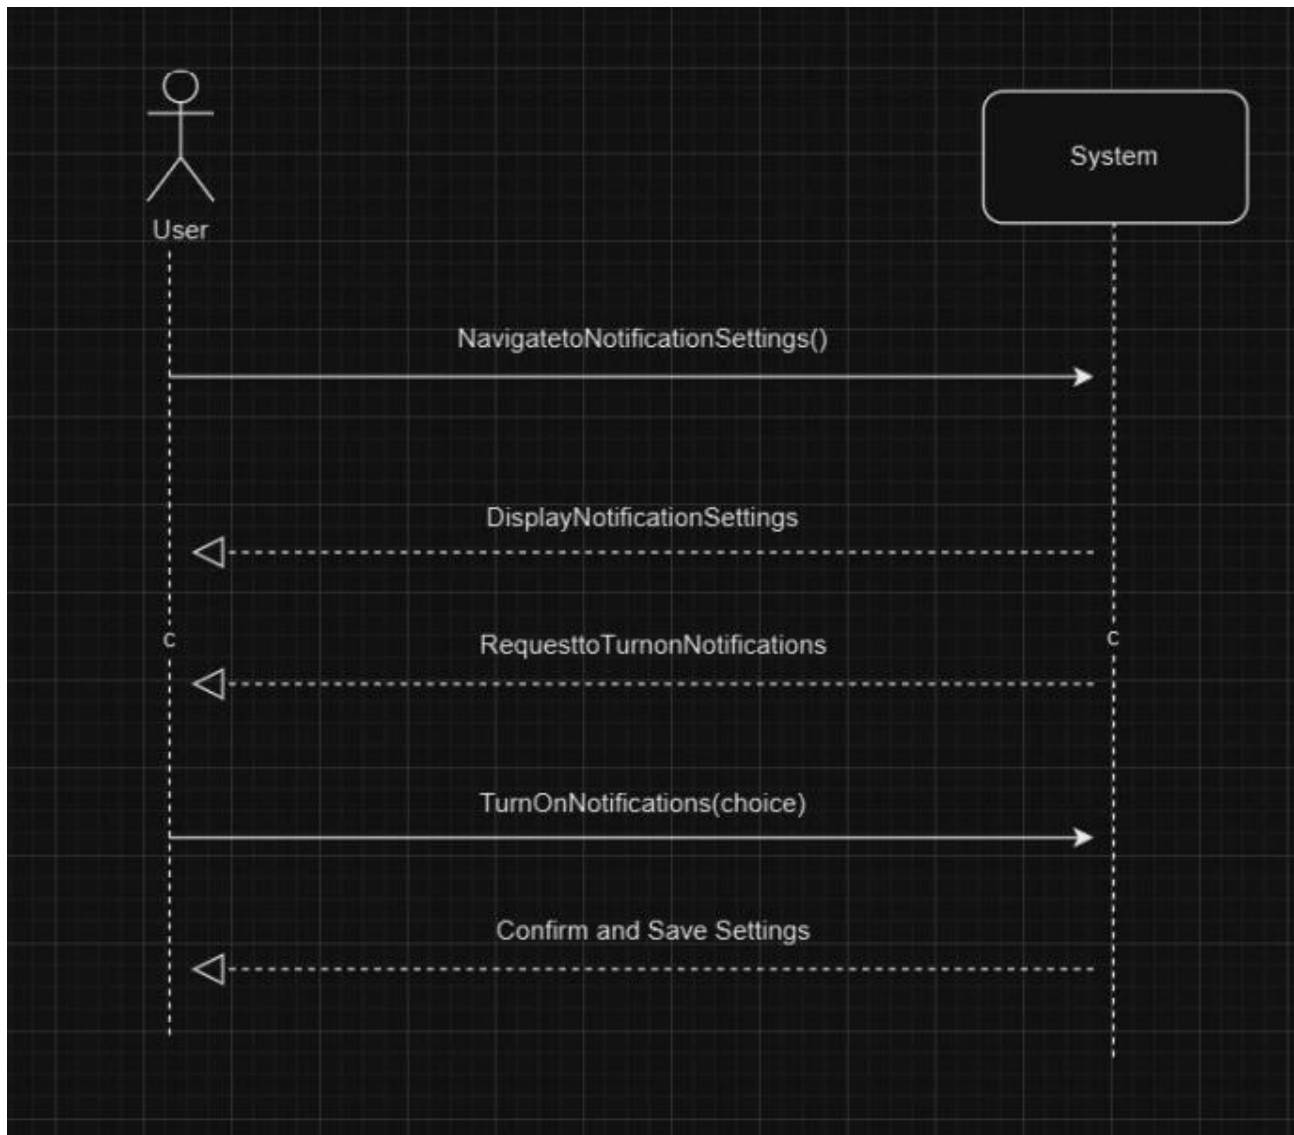 System
User
NavigatetoNotificationSettings()
DisplayNotificationSettings
c
RequesttoTurnonNotifications
c
TurnOnNotifications(choice)
Confirm and Save Settings